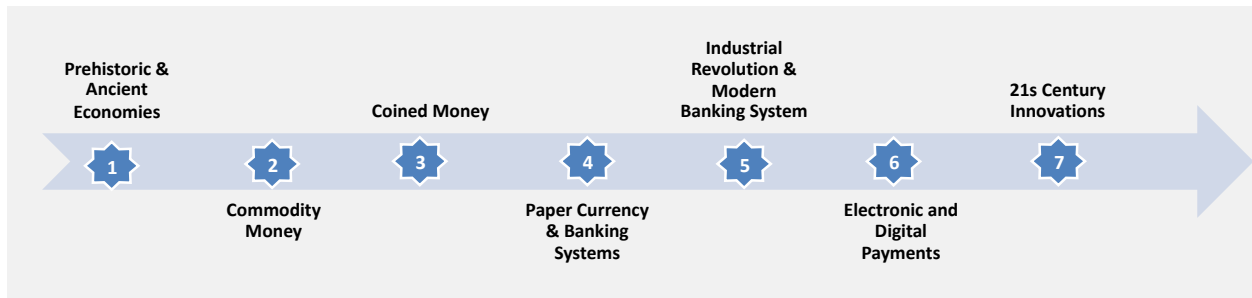 Prehistoric &
Ancient
Economies
1
Commodity
Money
2
Coined Money
3
Paper Currency
& Banking
Systems
4
Industrial
Revolution &
Modern
Banking System
5
Electronic and
Digital
Payments
6
21s Century
Innovations
7